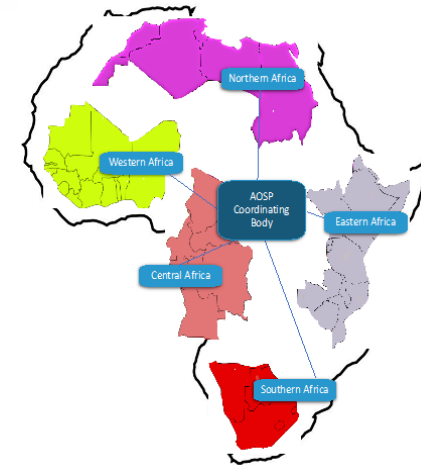 Northern Africa
Western Africa
AOSP
Coordinating
Body
Eastern Africa
Central Africa
Southern Africa